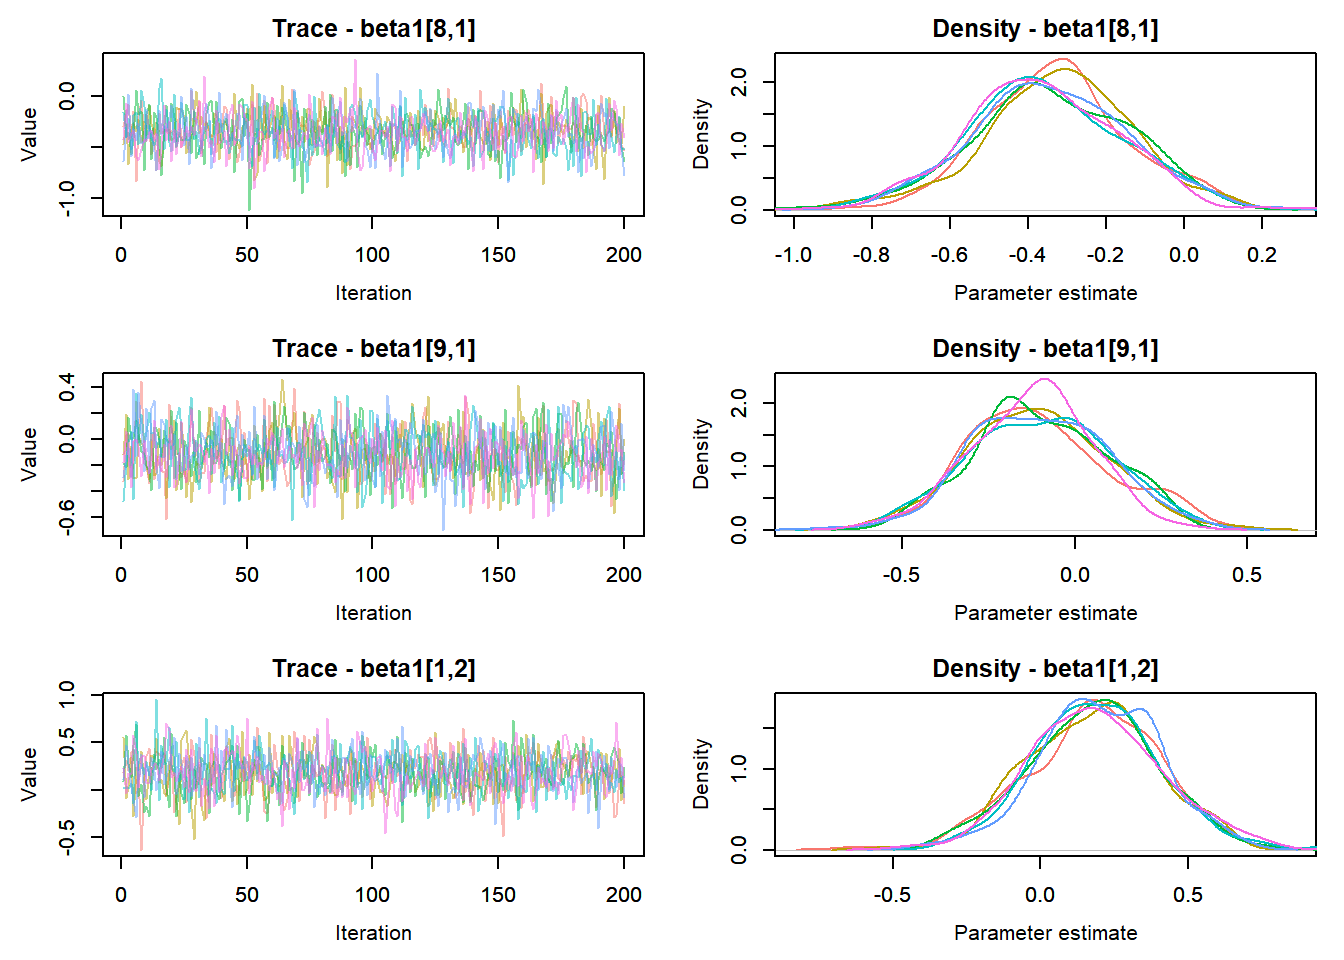 Trace - beta1[8,1]
Value
0.0
-1.0
0 50 100 150 200
Iteration
Density - beta1[8,1]
Density
2.0
1.0
0.0
-1.0 -0.8 -0.6 -0.4 -0.2 0.0 0.2
Parameter estimate
Trace - beta1[9,1]
Value
0.4
0.0
-0.6
0 50 100 150 200
Iteration
Density - beta1[9,1]
Density
2.0
1.0
0.0
-0.5 0.0 0.5
Parameter estimate
Trace - beta1[1,2]
Value
1.0
0.5
-0.5
0 50 100 150 200
Iteration
Density - beta1[1,2]
Density
1.0
0.0
-0.5 0.0 0.5
Parameter estimate